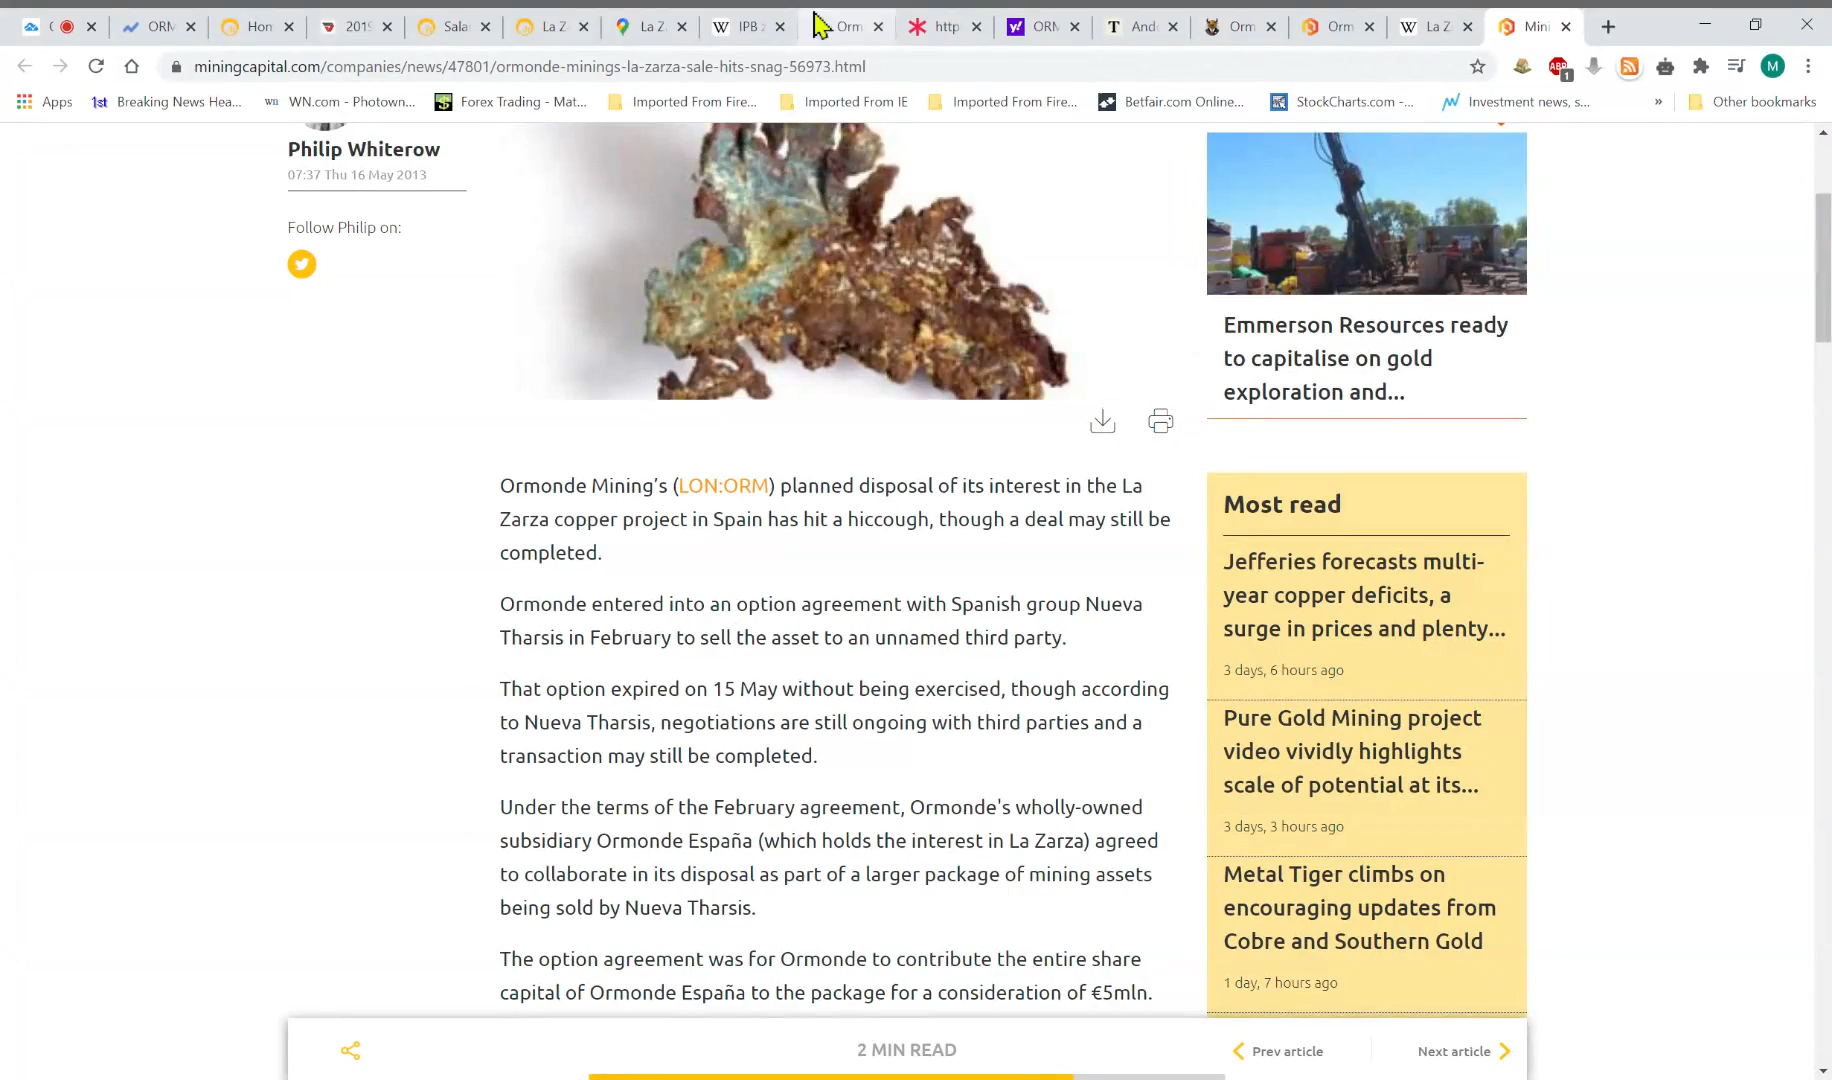 C
ORM
Hom
2019
Sala
La Z
La Z
W
IPB z
Orm
http
y!
ORM
T
Ando
Orm
Orm
W
La Z
Mini
miningcapital.com/companies/news/47801/ormonde-minings-la-zarza-sale-hits-snag-56973.html
ABP
1
M
Apps
1st Breaking News Hea...
wn WN.com - Photown...
Forex Trading - Mat...
Imported From Fire...
Imported From IE
Imported From Fire...
Betfair.com Online...
StockCharts.com -...
Investment news, s...
»
Other bookmarks
Philip Whiterow
07:37 Thu 16 May 2013
Follow Philip on:
Ormonde Mining's (LON:ORM) planned disposal of its interest in the La
Zarza copper project in Spain has hit a hiccough, though a deal may still be
completed.
Ormonde entered into an option agreement with Spanish group Nueva
Tharsis in February to sell the asset to an unnamed third party.
That option expired on 15 May without being exercised, though according
to Nueva Tharsis, negotiations are still ongoing with third parties and a
transaction may still be completed.
Under the terms of the February agreement, Ormonde's wholly-owned
subsidiary Ormonde España (which holds the interest in La Zarza) agreed
to collaborate in its disposal as part of a larger package of mining assets
being sold by Nueva Tharsis.
The option agreement was for Ormonde to contribute the entire share
capital of Ormonde España to the package for a consideration of €5mln.
Emmerson Resources ready
to capitalise on gold
exploration and...
Most read
Jefferies forecasts multi-
year copper deficits, a
surge in prices and plenty...
3 days, 6 hours ago
Pure Gold Mining project
video vividly highlights
scale of potential at its...
3 days, 3 hours ago
Metal Tiger climbs on
encouraging updates from
Cobre and Southern Gold
1 day, 7 hours ago
2 MIN READ
Prev article
Next article